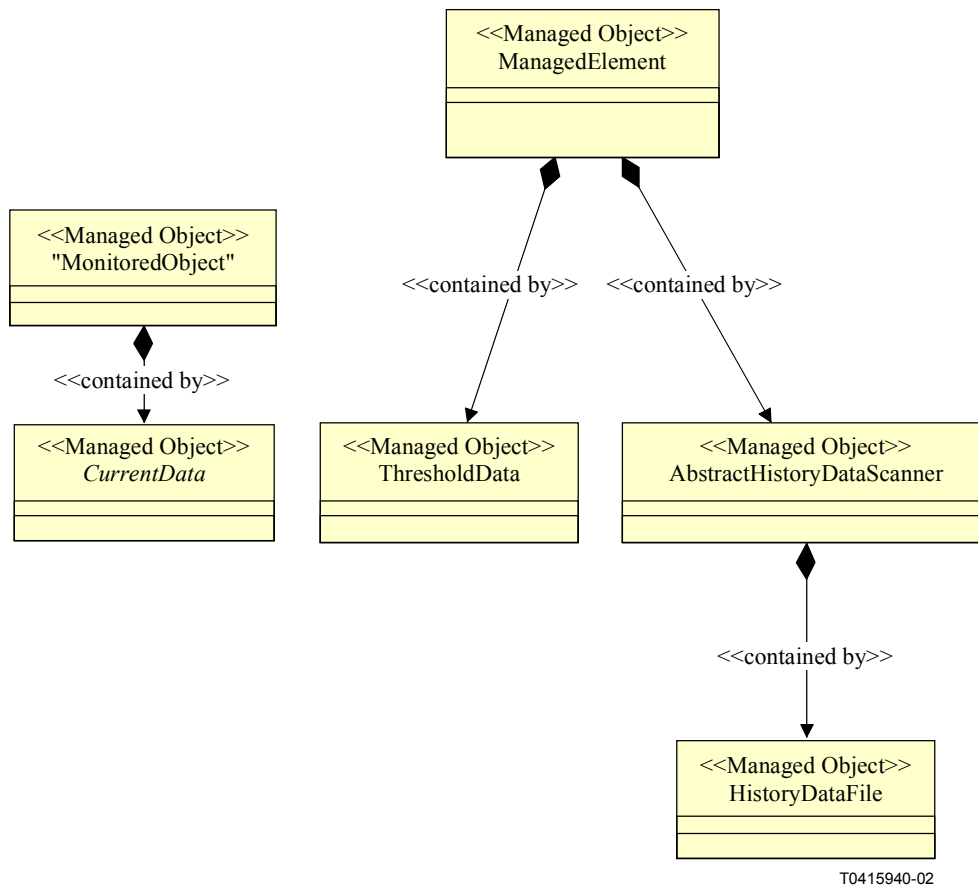 <<Managed Object>>
ManagedElement
<<Managed Object>>
"MonitoredObject"
<<contained by>>
<<contained by>>
<<contained by>>
<<Managed Object>>
CurrentData
<<Managed Object>>
ThresholdData
<<Managed Object>>
AbstractHistoryDataScanner
<<contained by>>
<<Managed Object>>
HistoryDataFile
T0415940-02